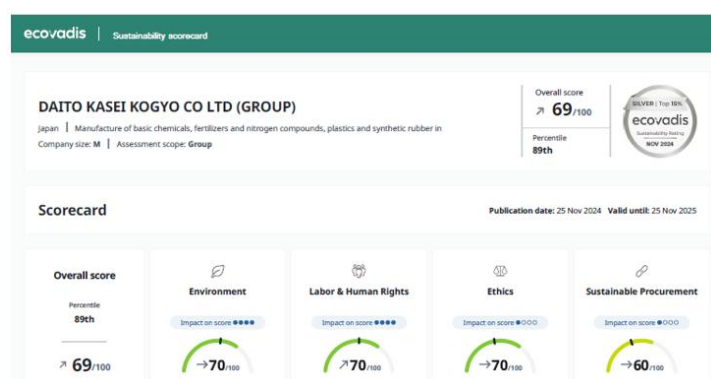 ecovadis | Sustainability scorecard
DAITO KASEI KOGYO CO LTD (GROUP)
Japan | Manufacture of basic chemicals, fertilizers and nitrogen compounds, plastics and synthetic rubber in
Company size: M | Assessment scope: Group
Overall score
69/100
Percentile
89th
SILVER | Top 15%
ecovadis
Sustainability Rating
NOV 2024
Scorecard
Publication date: 25 Nov 2024 Valid until: 25 Nov 2025
Overall score
Percentile
89th
69/100
Environment
Impact on score
70/100
Labor & Human Rights
Impact on score
70/100
Ethics
Impact on score
70/100
Sustainable Procurement
Impact on score
60/100